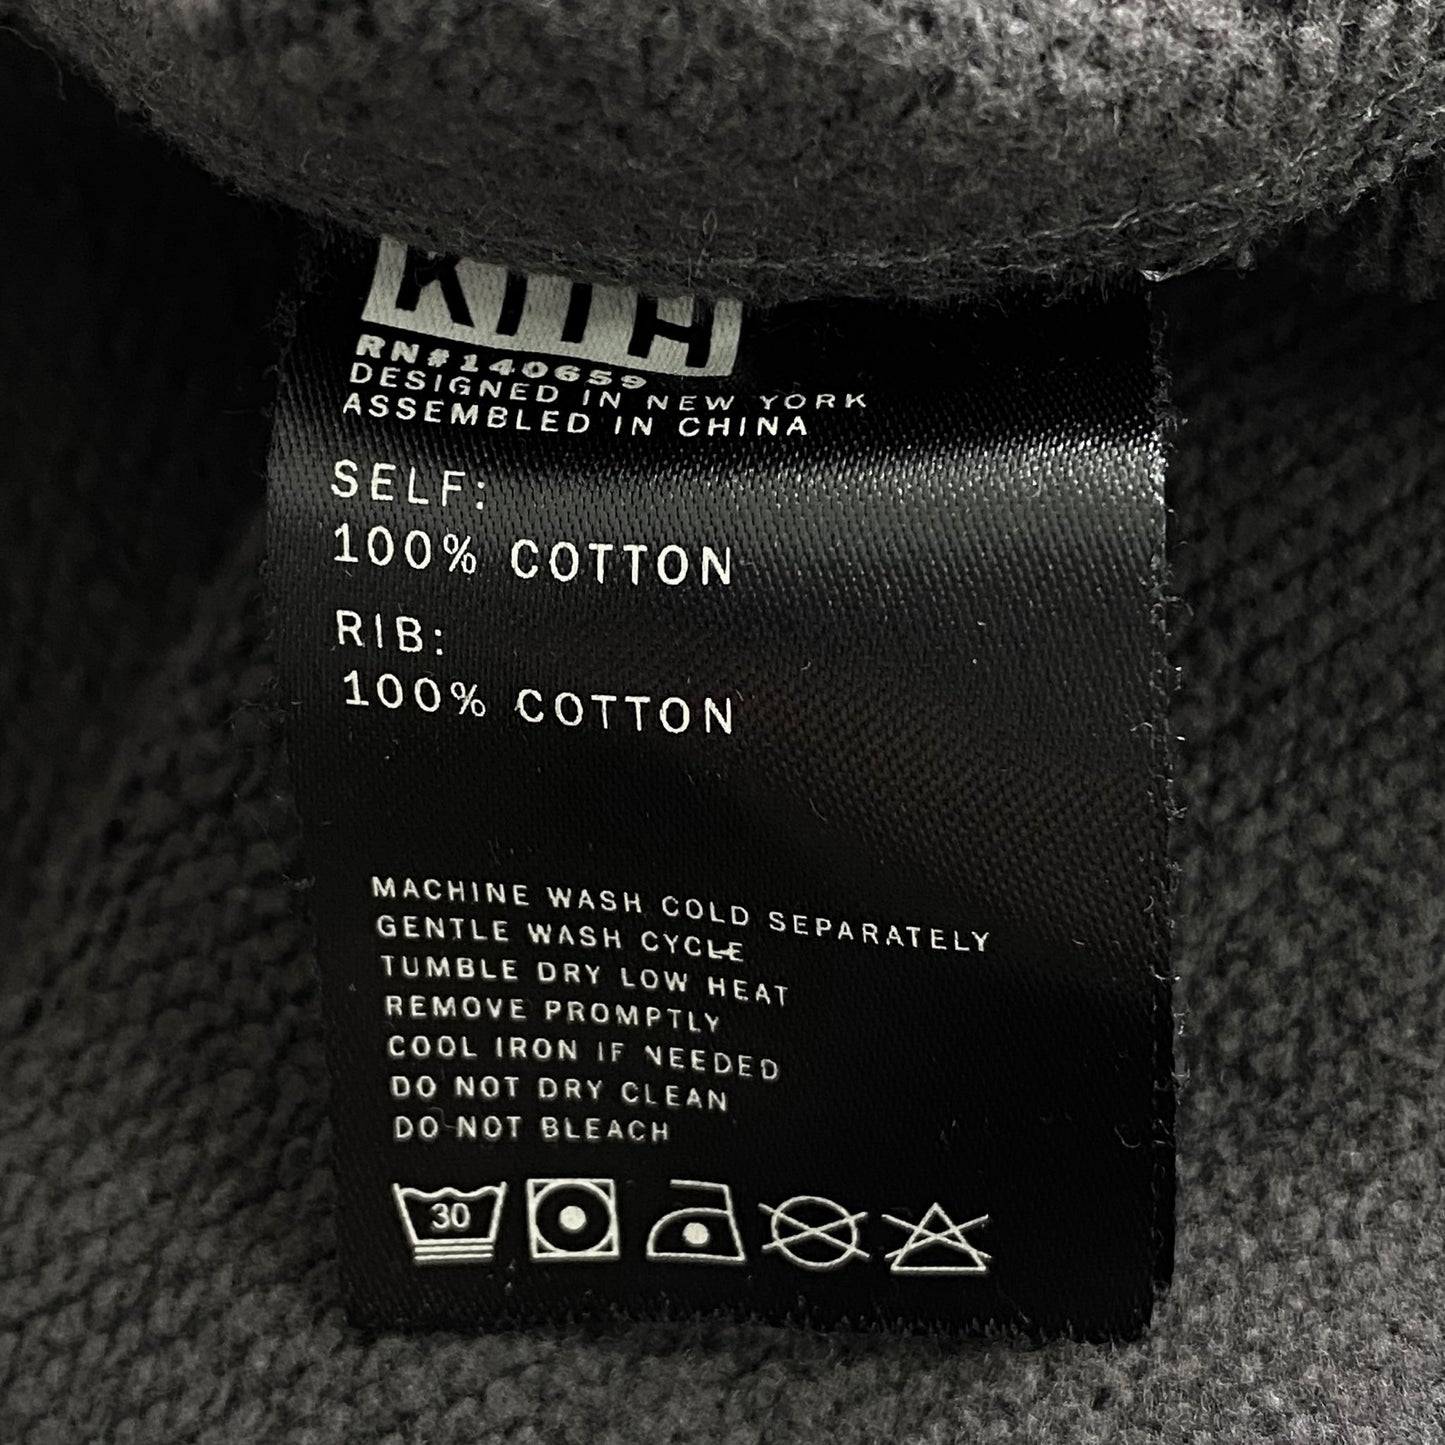 KITH
RN#140659
DESIGNED IN NEW YORK
ASSEMBLED IN CHINA
SELF:
100% COTTON
RIB:
100% COTTON
MACHINE WASH COLD SEPARATELY
GENTLE WASH CYCLE
TUMBLE DRY LOW HEAT
REMOVE PROMPTLY
COOL IRON IF NEEDED
DO NOT DRY CLEAN
DO NOT BLEACH
30